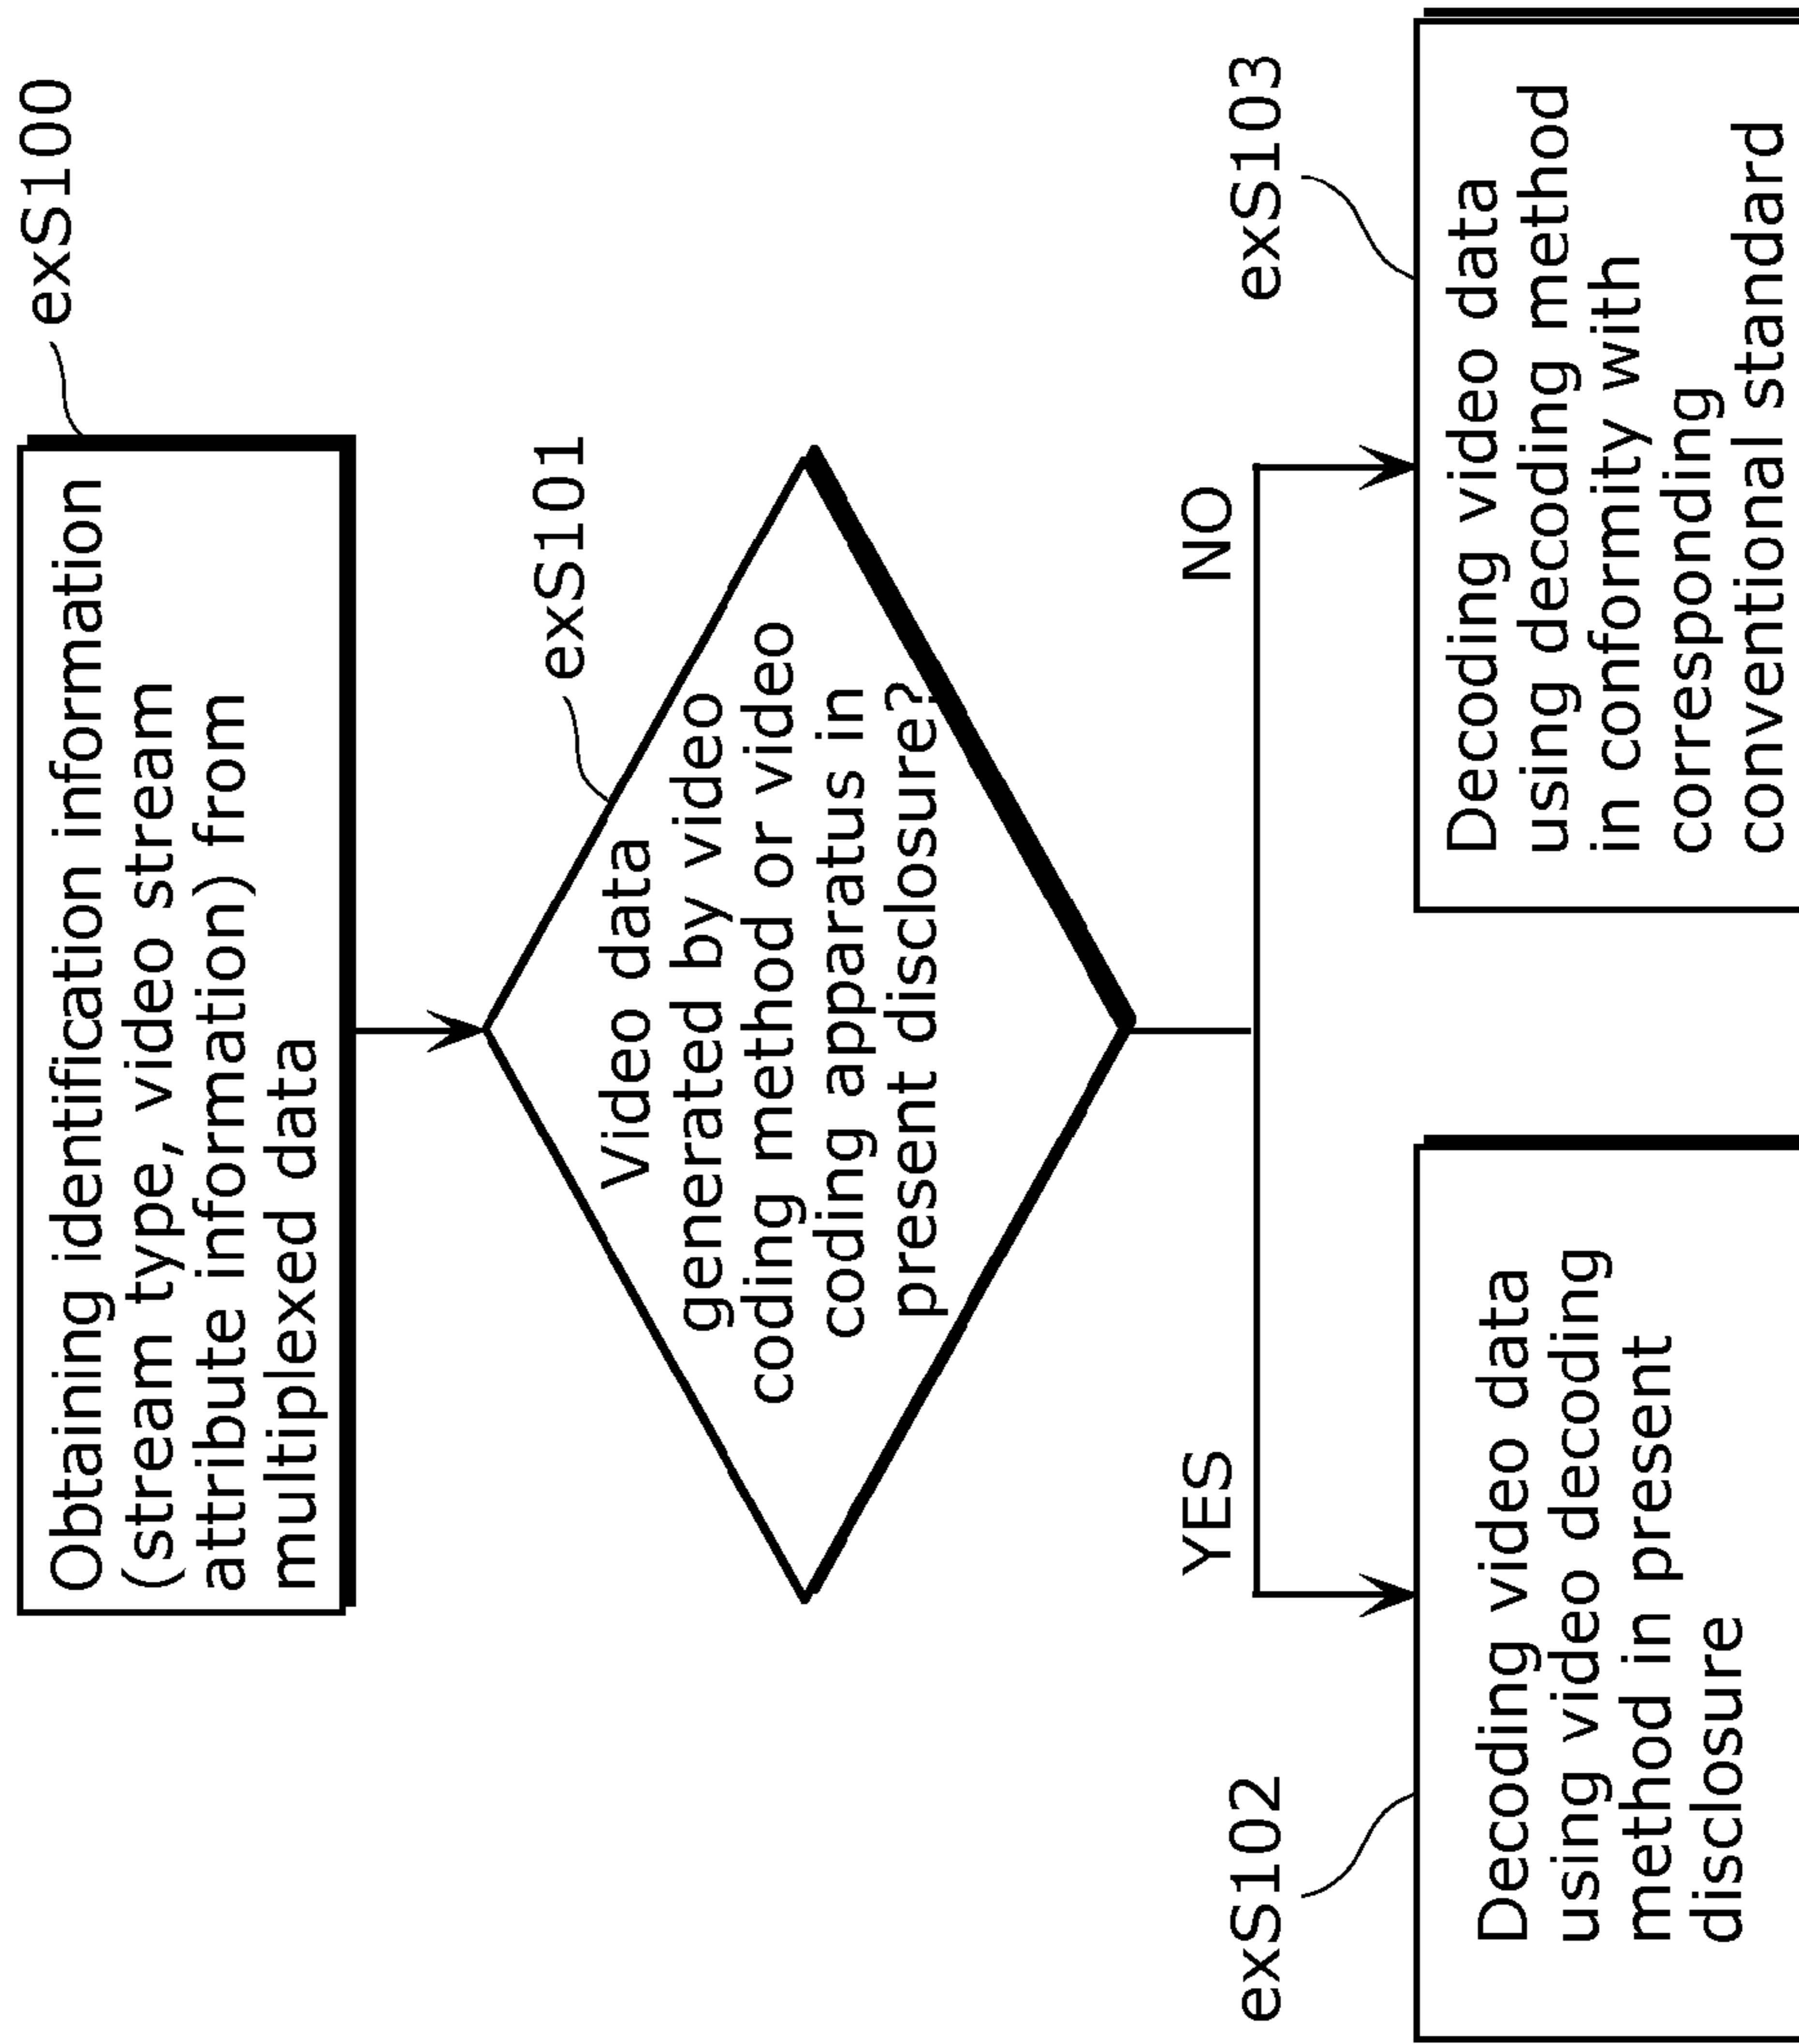 exS100
Obtaining identification information
(stream type, video stream
attribute information) from
multiplexed data
exS101
Video data
generated by video
coding method or video
coding apparatus in
present disclosure?
YES
NO
exS102
Decoding video data
using video decoding
method in present
disclosure
exS103
Decoding video data
using decoding method
in conformity with
corresponding
conventional standard